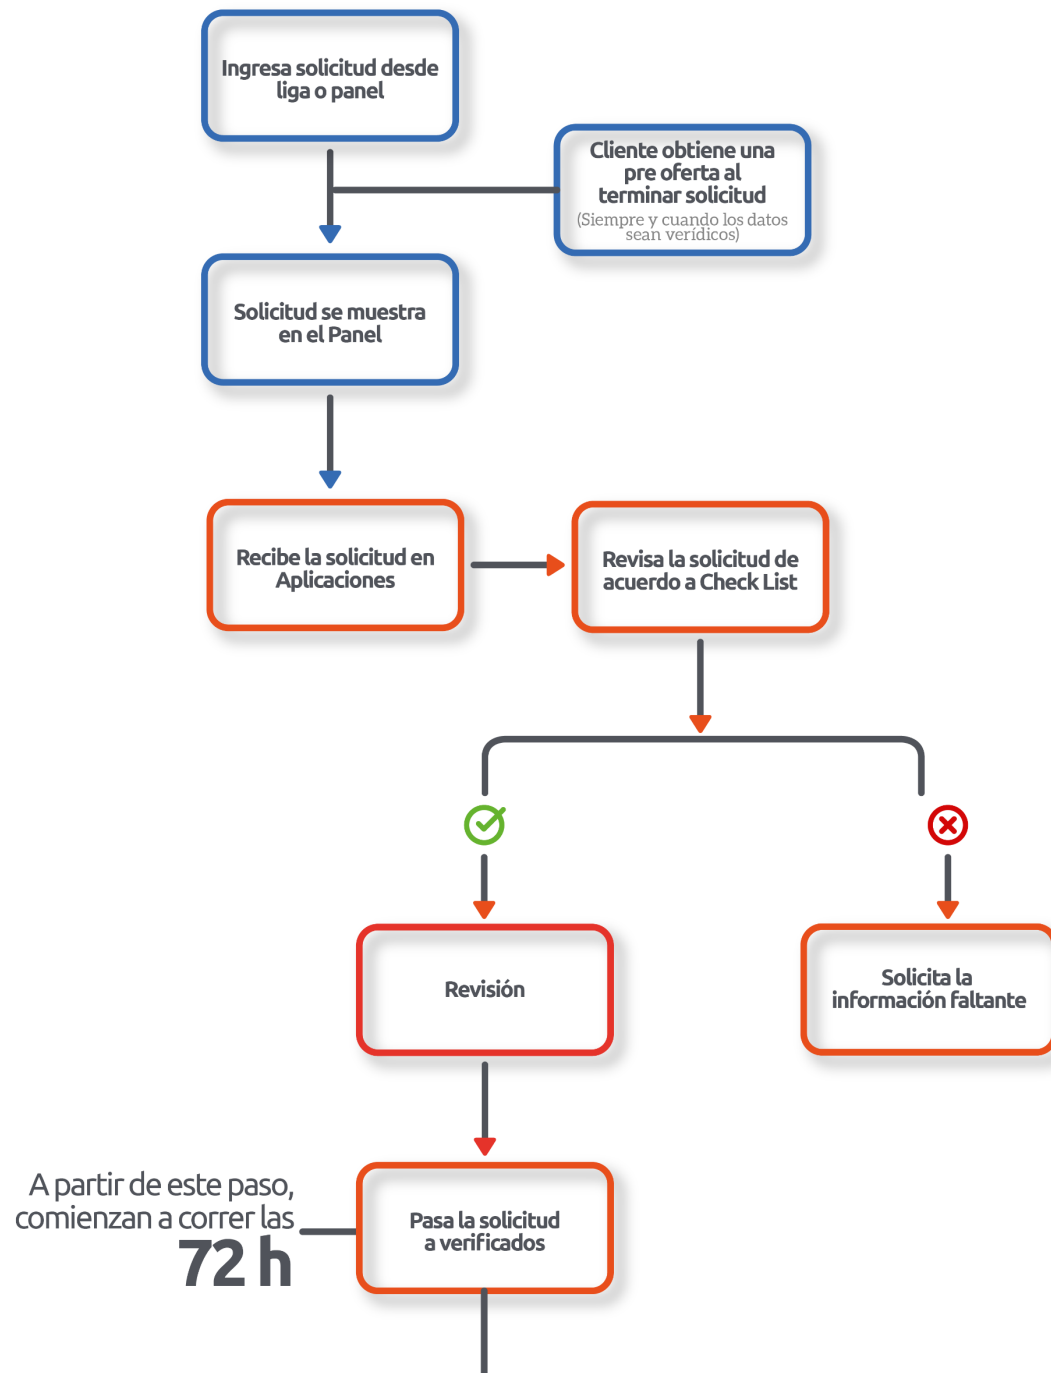 Ingresa solicitud desde
liga o panel
Cliente obtiene una
pre oferta al
terminar solicitud
(Siempre y cuando los datos
sean verídicos)
Solicitud se muestra
en el Panel
Recibe la solicitud en
Aplicaciones
Revisa la solicitud de
acuerdo a Check List
Revisión
Solicita la
información faltante
A partir de este paso,
comienzan a correr las
72 h
Pasa la solicitud
a verificados